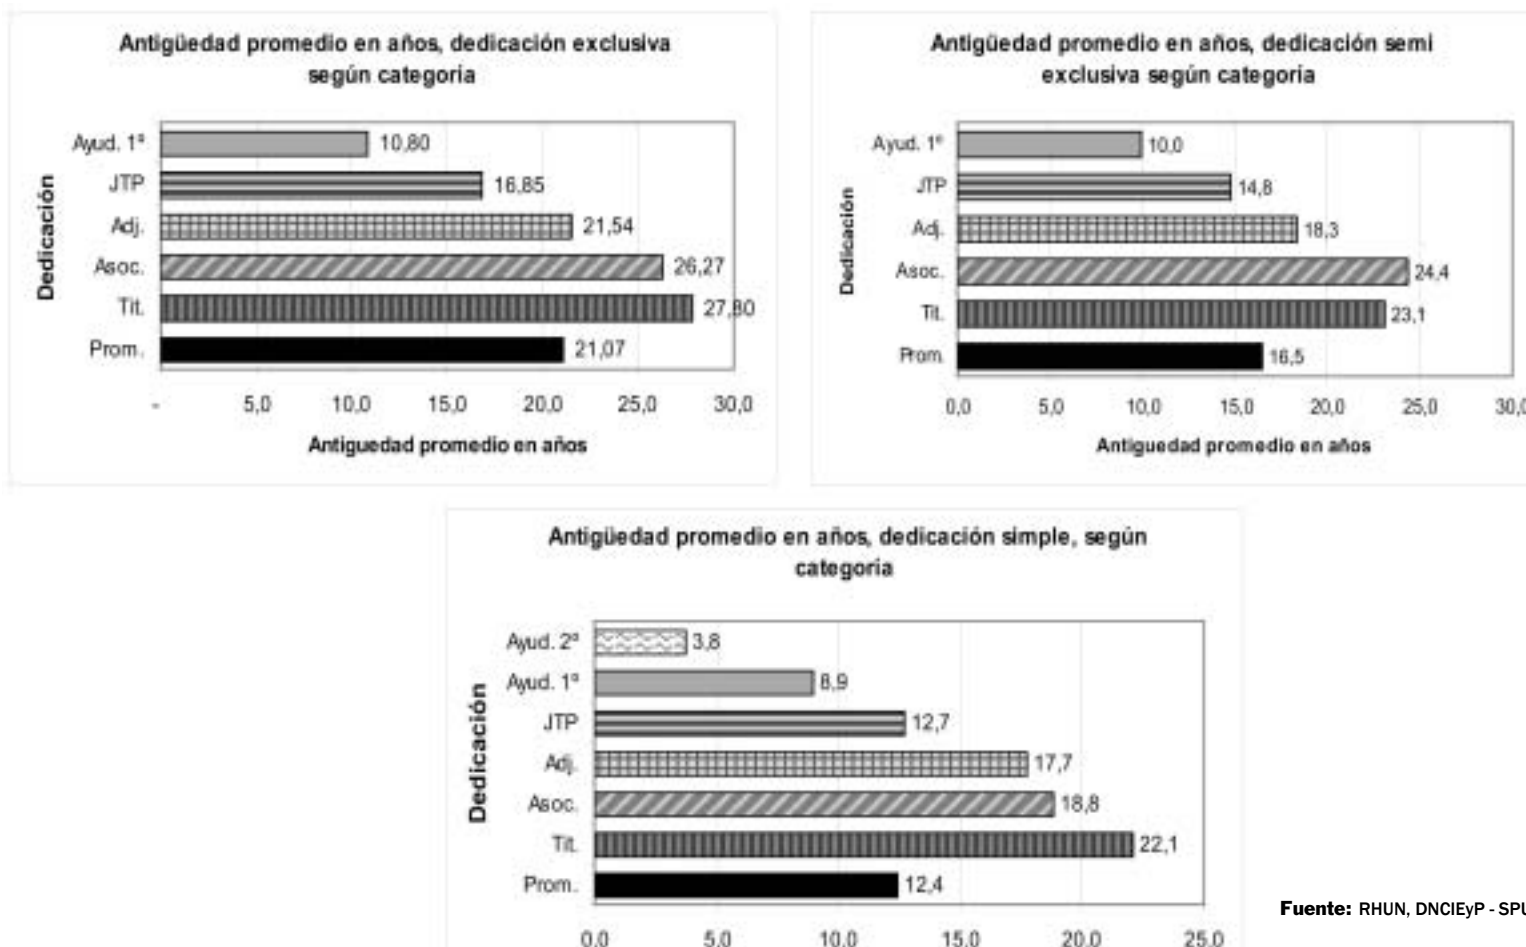 Antigüedad promedio en años, dedicación exclusiva
según categoría
Dedicación
Ayud. 1ª 10,80
JTP 16,85
Adj. 21,54
Asoc. 26,27
Tit. 27,80
Prom. 21,07
- 5,0 10,0 15,0 20,0 25,0 30,0
Antiguedad promedio en años
Antigüedad promedio en años, dedicación semi
exclusiva según categoría
Dedicación
Ayud. 1ª 10,0
JTP 14,8
Adj. 18,3
Asoc. 24,4
Tit. 23,1
Prom. 16,5
0,0 5,0 10,0 15,0 20,0 25,0 30,0
Antiguedad promedio en años
Antigüedad promedio en años, dedicación simple, según
categoría
Dedicación
Ayud. 2ª 3,8
Ayud. 1ª 8,9
JTP 12,7
Adj. 17,7
Asoc. 18,8
Tit. 22,1
Prom. 12,4
0,0 5,0 10,0 15,0 20,0 25,0
Fuente: RHUN, DNCIEyP - SPU